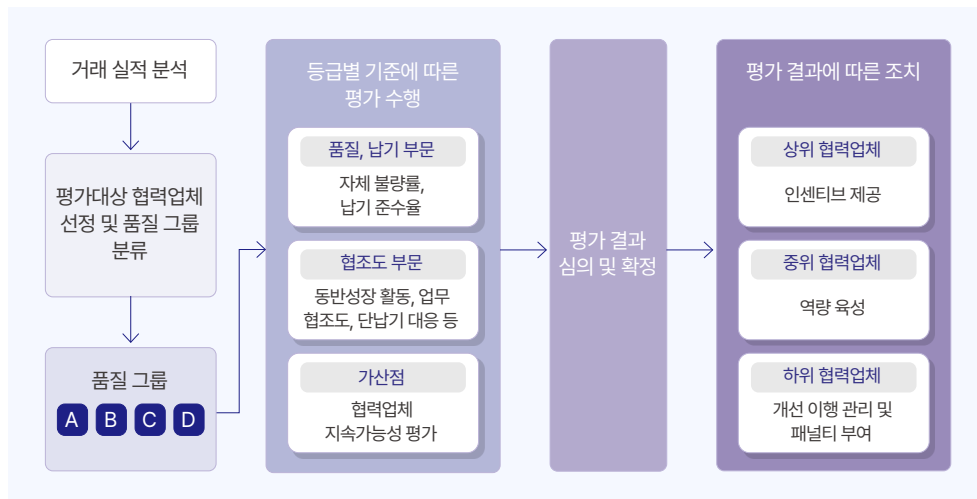 거래 실적 분석
평가대상 협력업체
선정 및 품질 그룹
분류
품질 그룹
A B C D
등급별 기준에 따른
평가 수행
품질, 납기 부문
자체 불량률,
납기 준수율
협조도 부문
동반성장 활동, 업무
협조도, 단납기 대응 등
가산점
협력업체
지속가능성 평가
평가 결과
심의 및 확정
평가 결과에 따른 조치
상위 협력업체
인센티브 제공
중위 협력업체
역량 육성
하위 협력업체
개선 이행 관리 및
패널티 부여